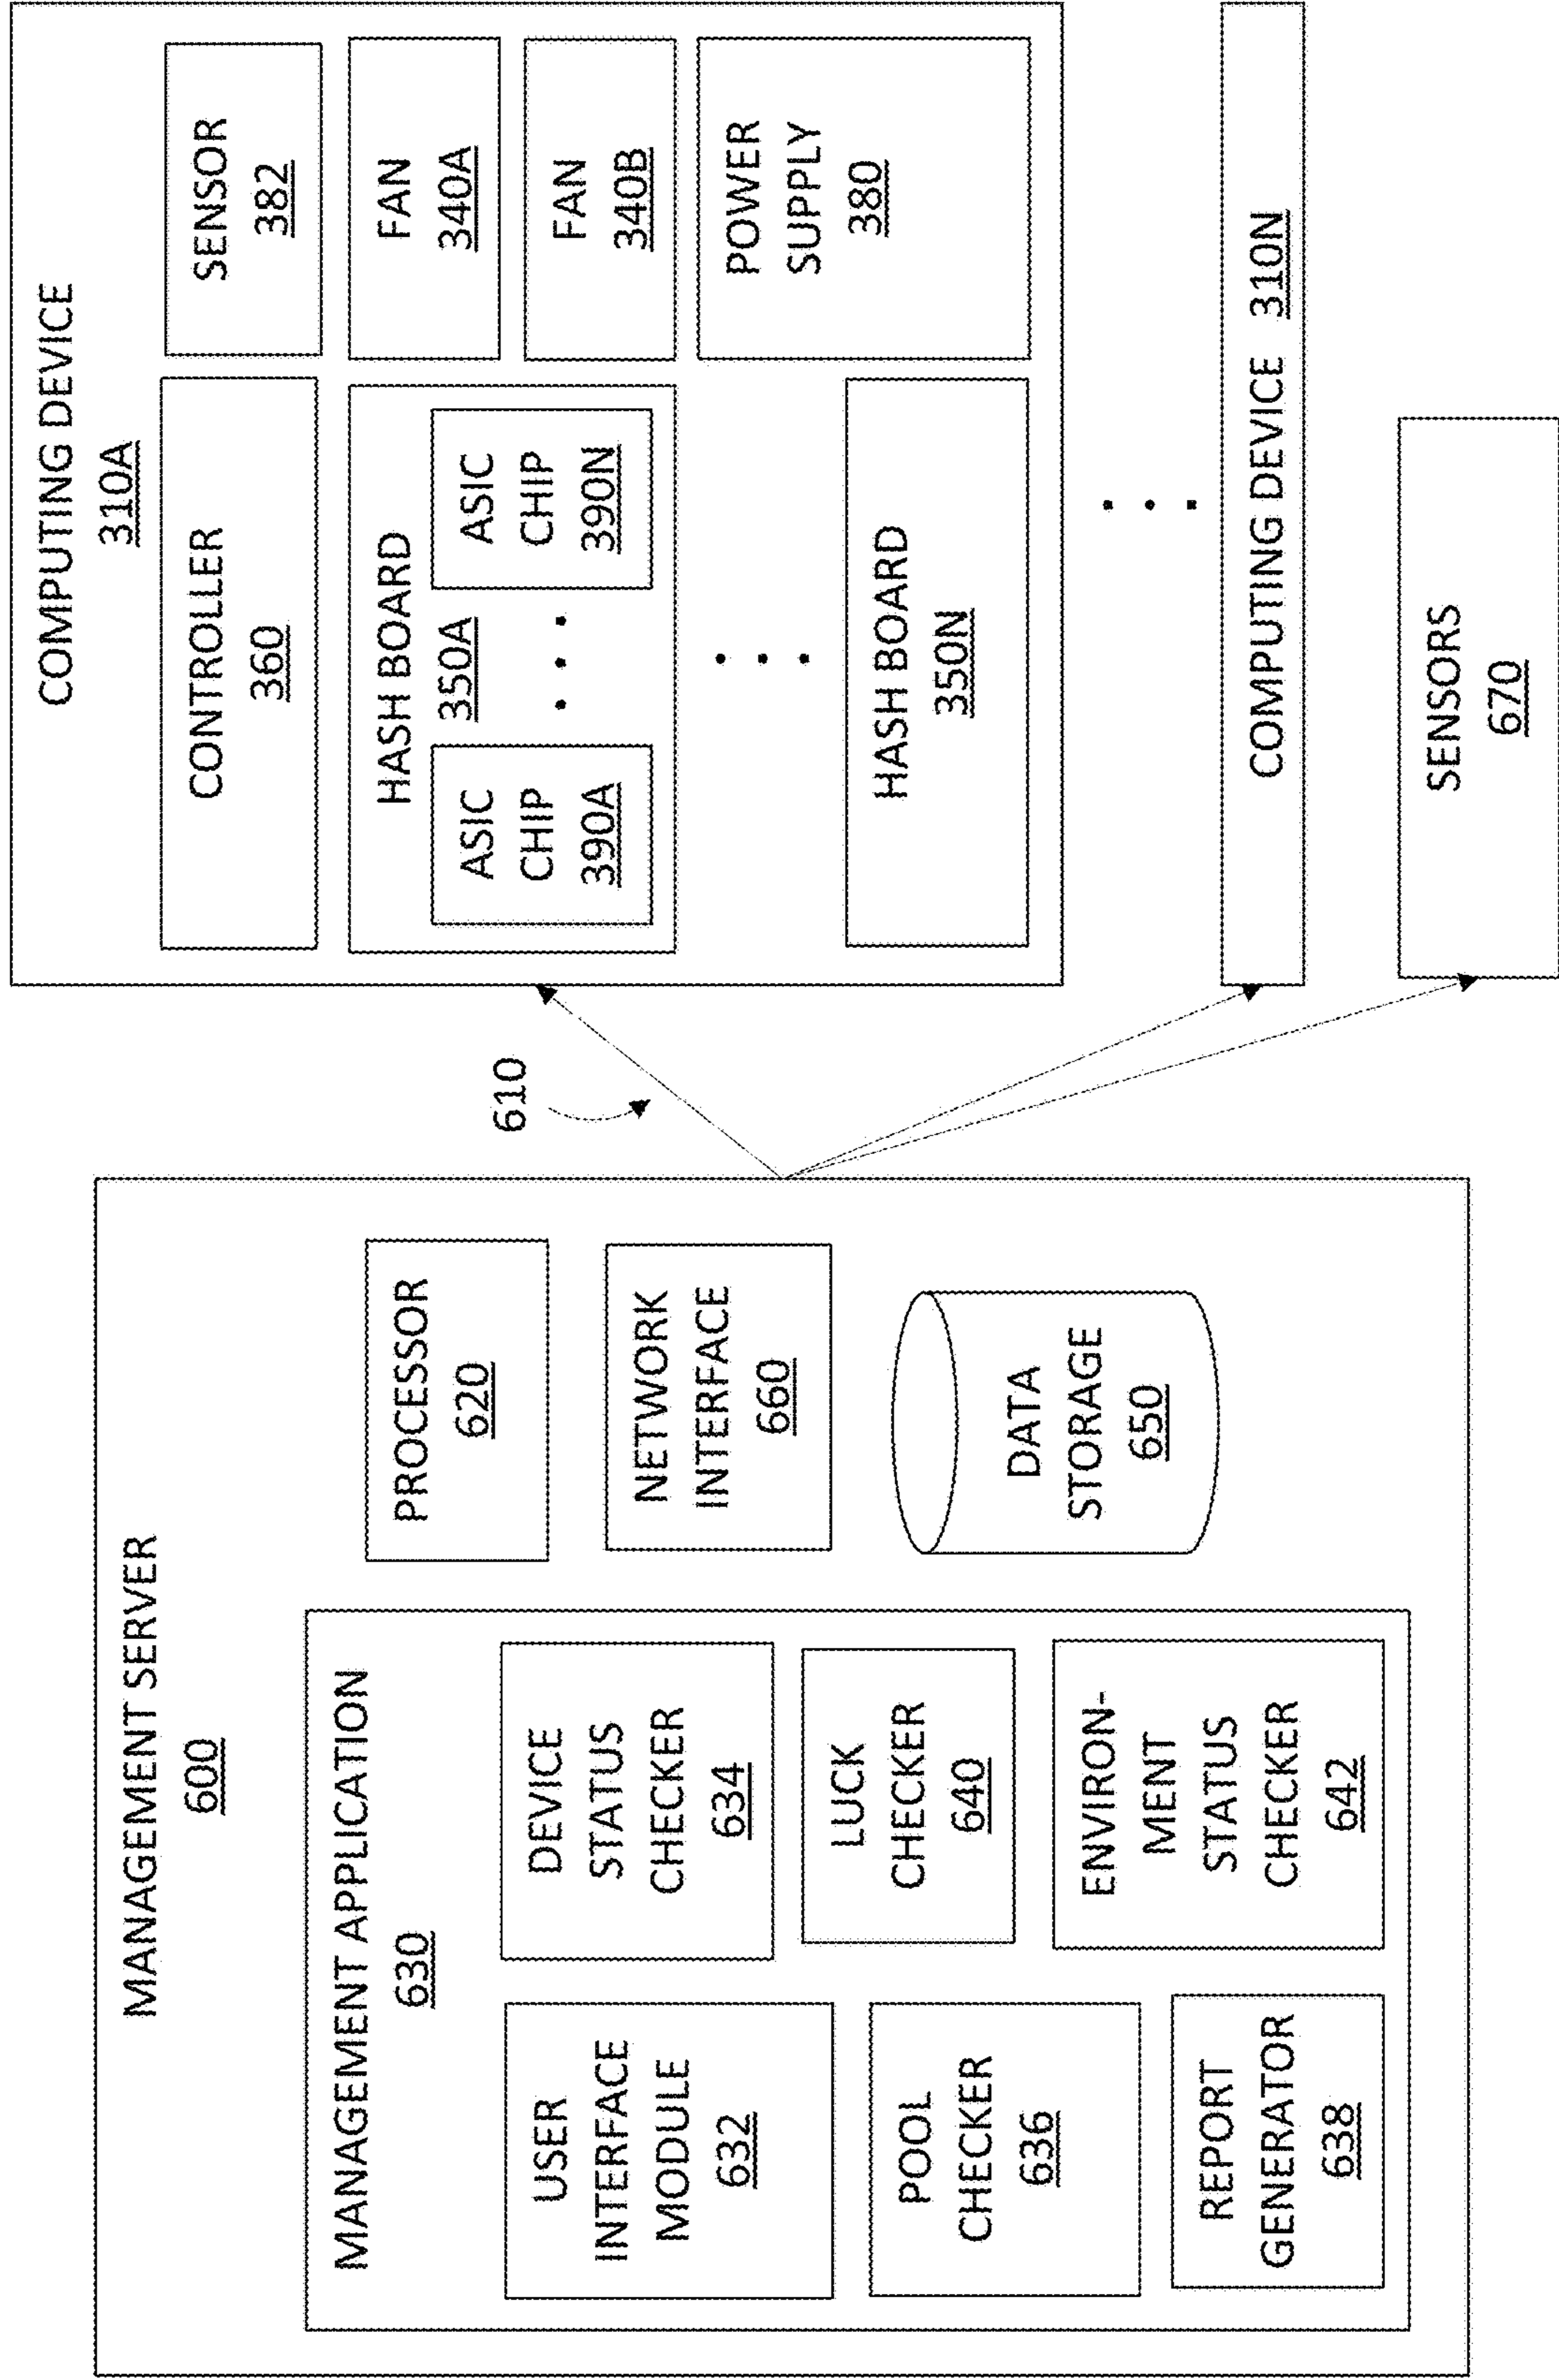 MANAGEMENT SERVER
600
MANAGEMENT APPLICATION
630
USER
INTERFACE
MODULE
632
DEVICE
STATUS
CHECKER
634
POOL
CHECKER
636
LUCK
CHECKER
640
REPORT
GENERATOR
638
ENVIRON-
MENT
STATUS
CHECKER
642
PROCESSOR
620
NETWORK
INTERFACE
660
DATA
STORAGE
650
610
COMPUTING DEVICE
310A
CONTROLLER
360
SENSOR
382
HASH BOARD
350A
ASIC
CHIP
390A
ASIC
CHIP
390N
FAN
340A
FAN
340B
HASH BOARD
350N
POWER
SUPPLY
380
COMPUTING DEVICE 310N
SENSORS
670